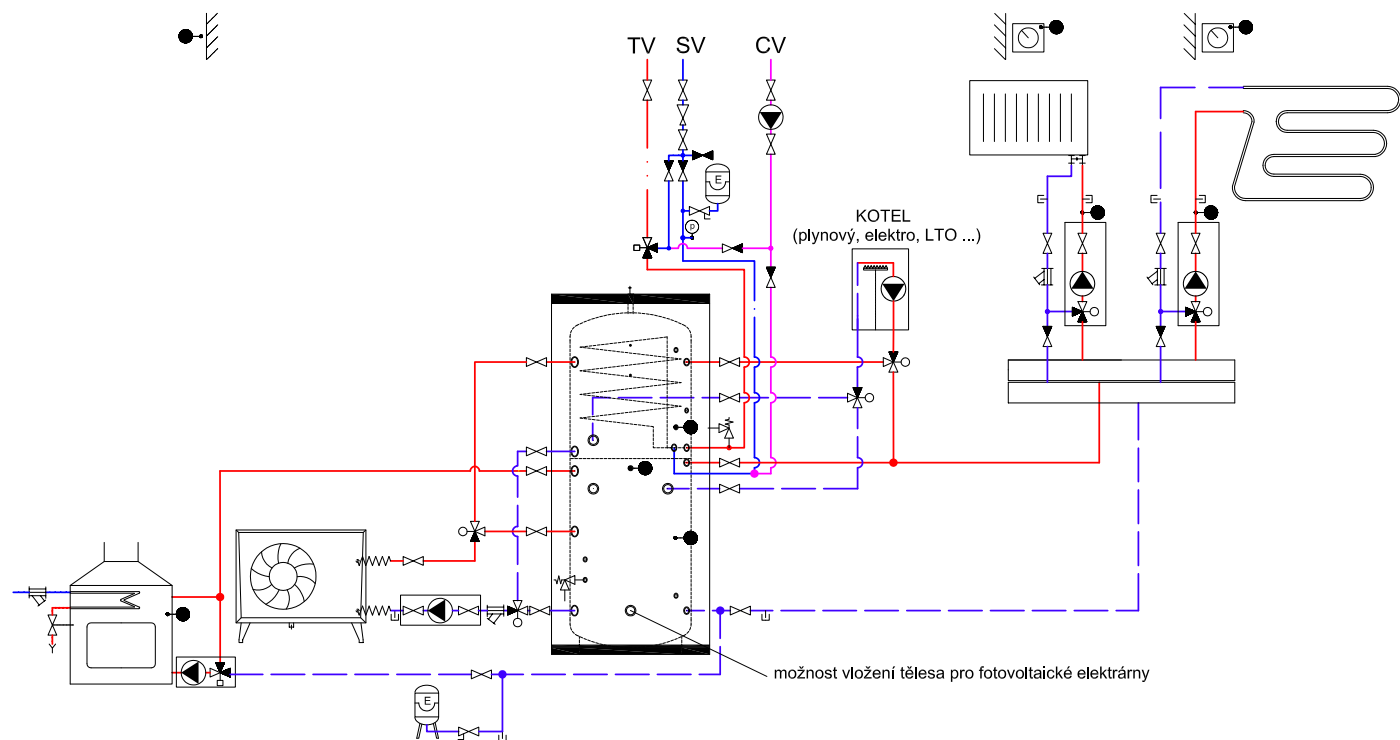 TV SV CV
E
P
KOTEL
(plynový, elektro, LTO ...)
možnost vložení tělesa pro fotovoltaické elektrárny
E